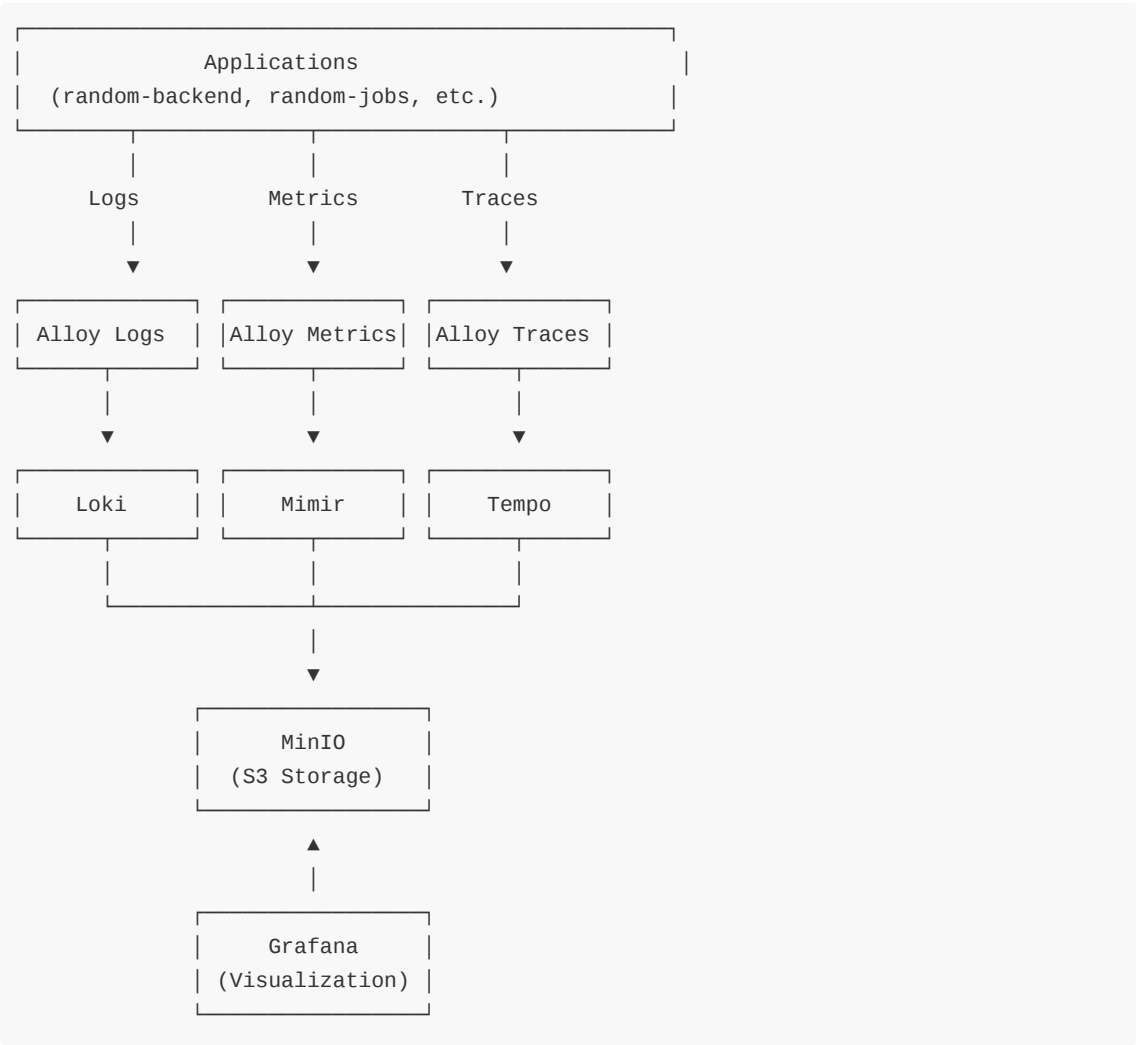 Applications
(random-backend, random-jobs, etc.)
Logs Metrics Traces
Alloy Logs Alloy Metrics Alloy Traces
Loki Mimir Tempo
MinIO
(S3 Storage)
Grafana
(Visualization)